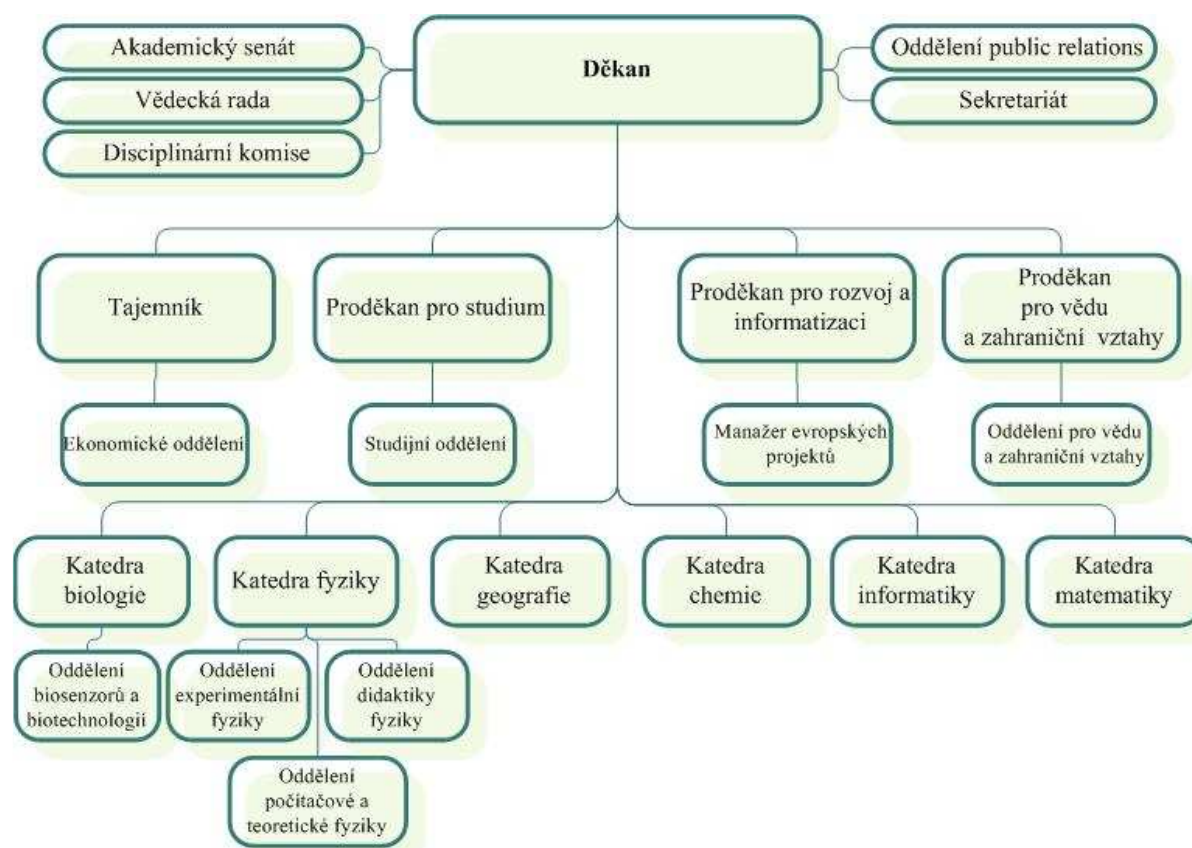 Akademický senát
Vědecká rada
Disciplinární komise
Děkan
Oddělení public relations
Sekretariát
Tajemník
Proděkan pro studium
Proděkan pro rozvoj a
informatizaci
Proděkan
pro vědu
a zahraniční vztahy
Ekonomické oddělení
Studijní oddělení
Manažer evropských
projektů
Oddělení pro vědu
a zahraniční vztahy
Katedra
biologie
Katedra fyziky
Katedra
geografie
Katedra
chemie
Katedra
informatiky
Katedra
matematiky
Oddělení
biosenzorů a
biotechnologií
Oddělení
experimentální
fyziky
Oddělení
didaktiky
fyziky
Oddělení
počítačové a
teoretické fyziky